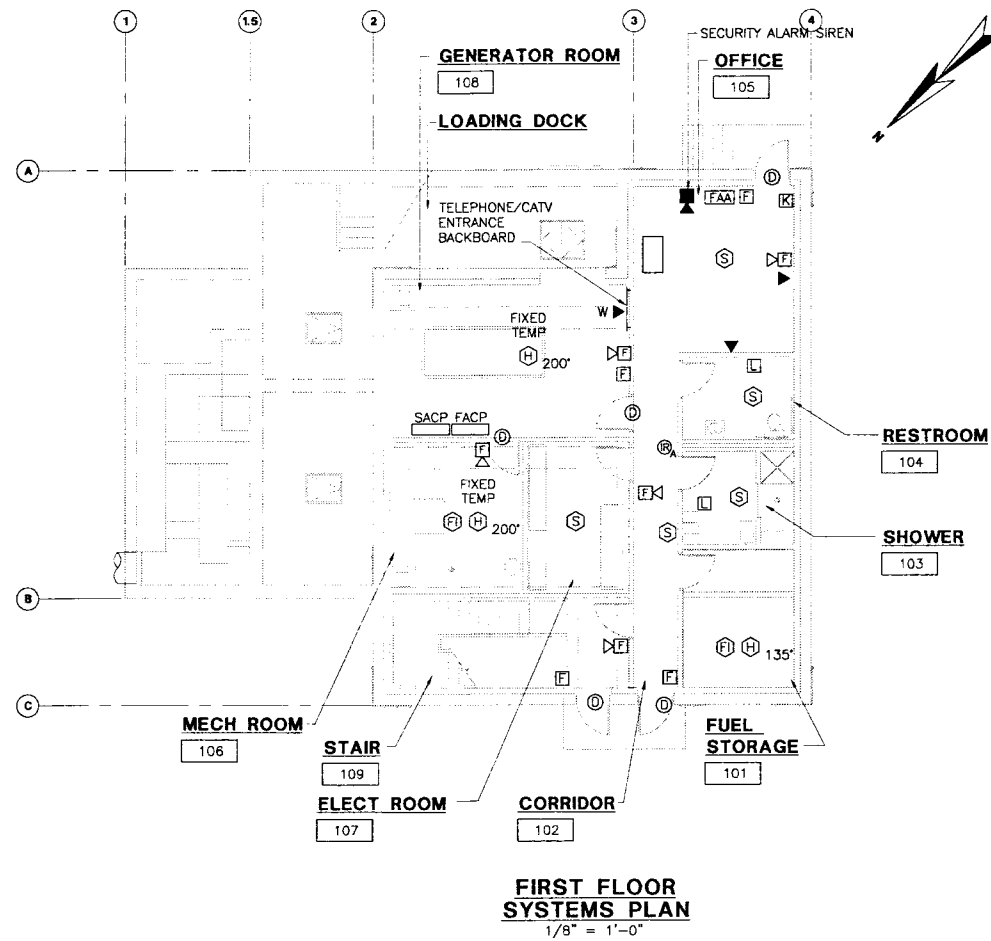 1
1.5
2
3
4
SECURITY ALARM SIREN
GENERATOR ROOM
108
OFFICE
105
LOADING DOCK
N
A
D
TELEPHONE/CATV
ENTRANCE
BACKBOARD
FAA
F
K
S
F
W
FIXED
TEMP
H
200°
F
F
L
S
D
SACP
FACP
D
F
IR
A
RESTROOM
104
FIXED
TEMP
FI
H
200°
S
F
L
S
S
SHOWER
103
B
F
FI
H
135°
F
F
C
D
D
MECH ROOM
106
STAIR
109
FUEL
STORAGE
101
ELECT ROOM
107
CORRIDOR
102
FIRST FLOOR
SYSTEMS PLAN
1/8" = 1'-0"